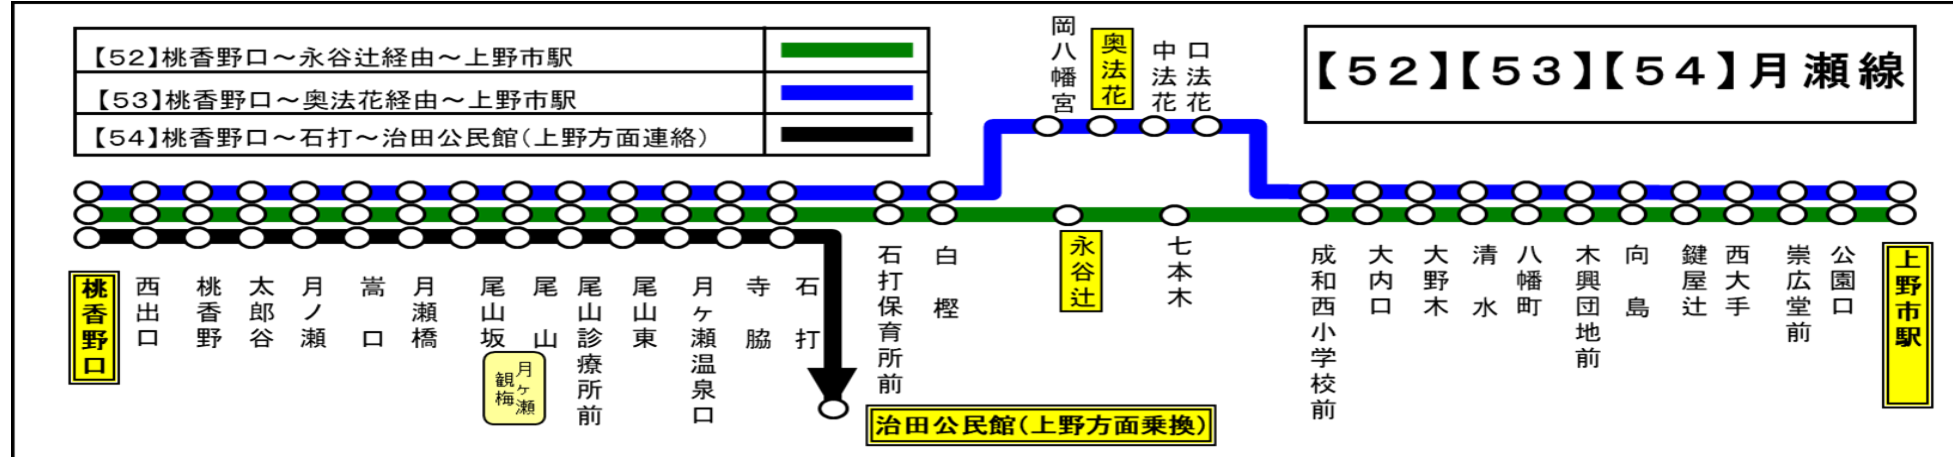 【52】【53】【54】月瀬線
【52】桃香野口～永谷辻経由～上野市駅
【53】桃香野口～奥法花経由～上野市駅
【54】桃香野口～石打～治田公民館(上野方面連絡)
岡八幡宮
奥法花
中法花
口法花
桃香野口
西出口
桃香野
太郎谷
月ノ瀬
嵩口
月瀬橋
尾山坂
尾山
月ヶ瀬
観梅
尾山診療所前
尾山東
月ヶ瀬温泉口
寺脇
石打
治田公民館(上野方面乗換)
石打保育所前
白樫
永谷辻
七本木
成和西小学校前
大内口
大野木
清水
八幡町
木興団地前
向島
鍵屋辻
西大手
崇広堂前
公園口
上野市駅